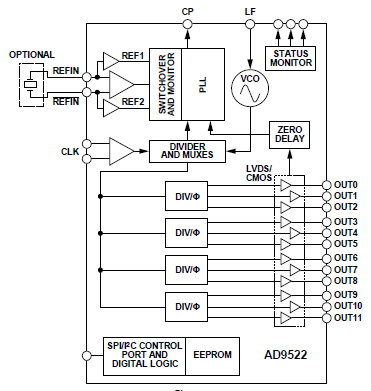 CP
LF
OPTIONAL
REFIN
REFIN
REF1
REF2
SWITCHOVER
AND MONITOR
PLL
VCO
STATUS
MONITOR
CLK
DIVIDER
AND MUXES
ZERO
DELAY
LVDS/
CMOS
DIV/Φ
OUT0
OUT1
OUT2
DIV/Φ
OUT3
OUT4
OUT5
DIV/Φ
OUT6
OUT7
OUT8
DIV/Φ
OUT9
OUT10
OUT11
SPI/I²C CONTROL
PORT AND
DIGITAL LOGIC
EEPROM
AD9522